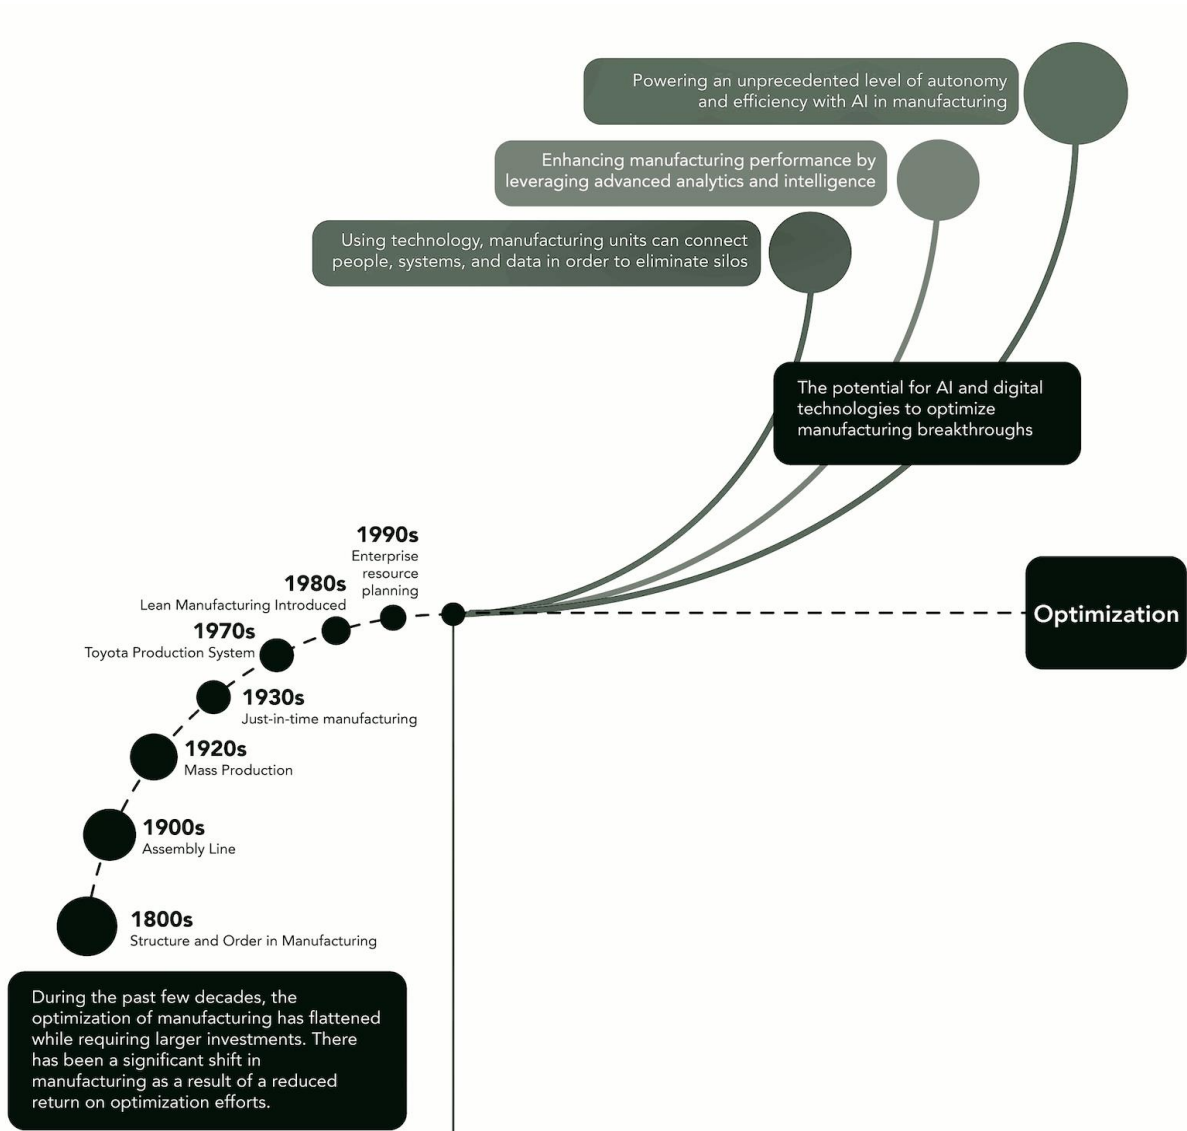 Powering an unprecedented level of autonomy
and efficiency with AI in manufacturing
Enhancing manufacturing performance by
leveraging advanced analytics and intelligence
Using technology, manufacturing units can connect
people, systems, and data in order to eliminate silos
The potential for AI and digital
technologies to optimize
manufacturing breakthroughs
1990s
Enterprise
resource
planning
1980s
Lean Manufacturing Introduced
Optimization
1970s
Toyota Production System
1930s
Just-in-time manufacturing
1920s
Mass Production
1900s
Assembly Line
1800s
Structure and Order in Manufacturing
During the past few decades, the
optimization of manufacturing has flattened
while requiring larger investments. There
has been a significant shift in
manufacturing as a result of a reduced
return on optimization efforts.